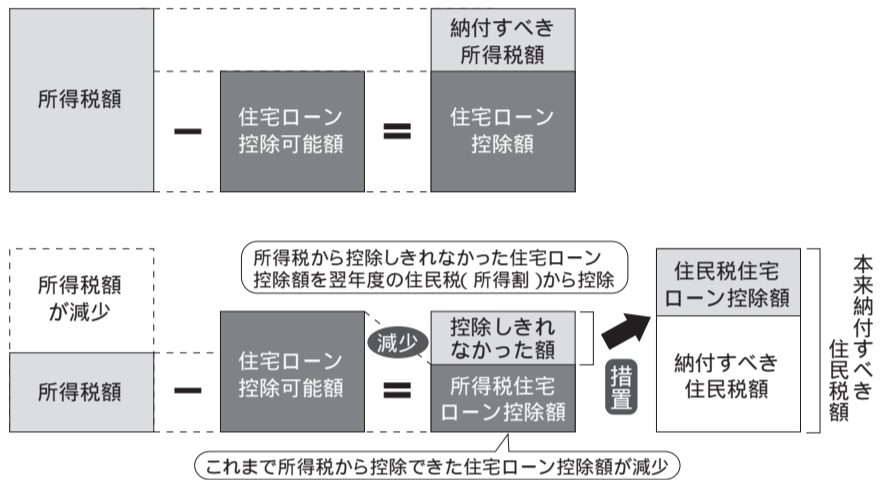 所得税額
－
住宅ローン
控除可能額
＝
納付すべき
所得税額
住宅ローン
控除額
所得税額
が減少
所得税額
－
住宅ローン
控除可能額
減少
＝
所得税から控除しきれなかった住宅ローン
控除額を翌年度の住民税( 所得割 )から控除
控除しきれ
なかった額
所得税住宅
ローン控除額
措置
住民税住宅
ローン控除額
納付すべき
住民税額
本来納付すべき
住民税額
これまで所得税から控除できた住宅ローン控除額が減少